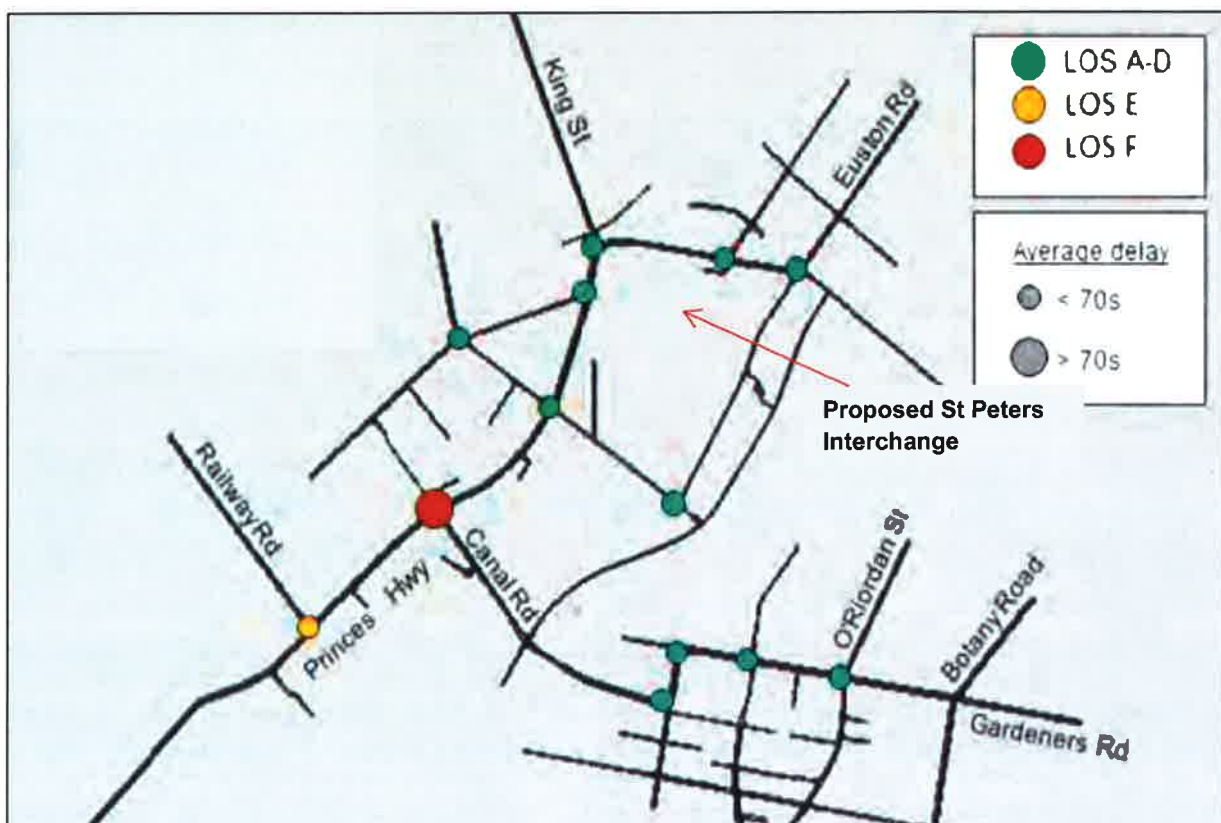 King St
Euston Rd
LOS A-D
LOS E
LOS F
Average delay
< 70s
> 70s
Proposed St Peters
Interchange
Railway Rd
Princes Hwy
Canal Rd
O'Riordan St
Botany Road
Gardeners Rd